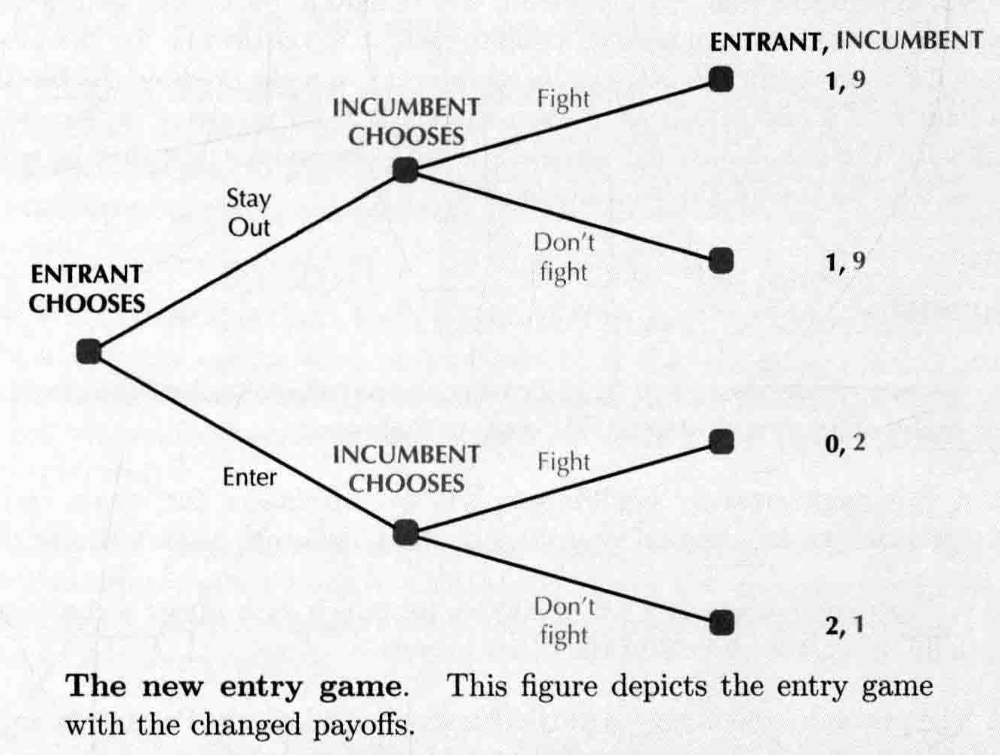 ENTRANT, INCUMBENT
1, 9
INCUMBENT
CHOOSES
Fight
Stay
Out
Don't
fight
1, 9
ENTRANT
CHOOSES
Enter
INCUMBENT
CHOOSES
Fight
0, 2
Don't
fight
2, 1
The new entry game. This figure depicts the entry game
with the changed payoffs.